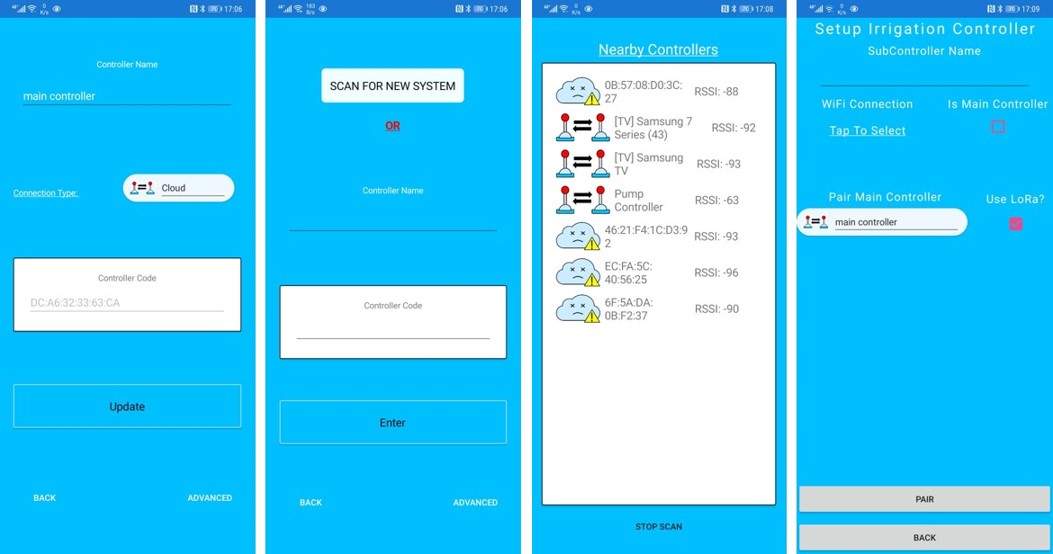 17:06
Controller Name
main controller
Connection Type:
Cloud
Controller Code
DC:A6:32:33:63:CA
Update
BACK
ADVANCED
17:06
SCAN FOR NEW SYSTEM
OR
Controller Name
Controller Code
Enter
BACK
ADVANCED
17:08
Nearby Controllers
0B:57:08:D0:3C:
27
RSSI: -88
[TV] Samsung 7
Series (43)
RSSI: -92
[TV] Samsung
TV
RSSI: -93
Pump
Controller
RSSI: -63
46:21:F4:1C:D3:9
2
RSSI: -93
EC:FA:5C:
40:56:25
RSSI: -96
6F:5A:DA:
0B:F2:37
RSSI: -90
STOP SCAN
17:09
Setup Irrigation Controller
SubController Name
WiFi Connection
Is Main Controller
Tap To Select
Pair Main Controller
Use LoRa?
main controller
PAIR
BACK